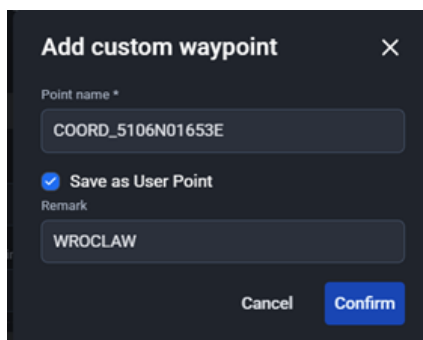 Add custom waypoint
Point name *
COORD_5106N01653E
Save as User Point
Remark
WROCLAW
Cancel Confirm